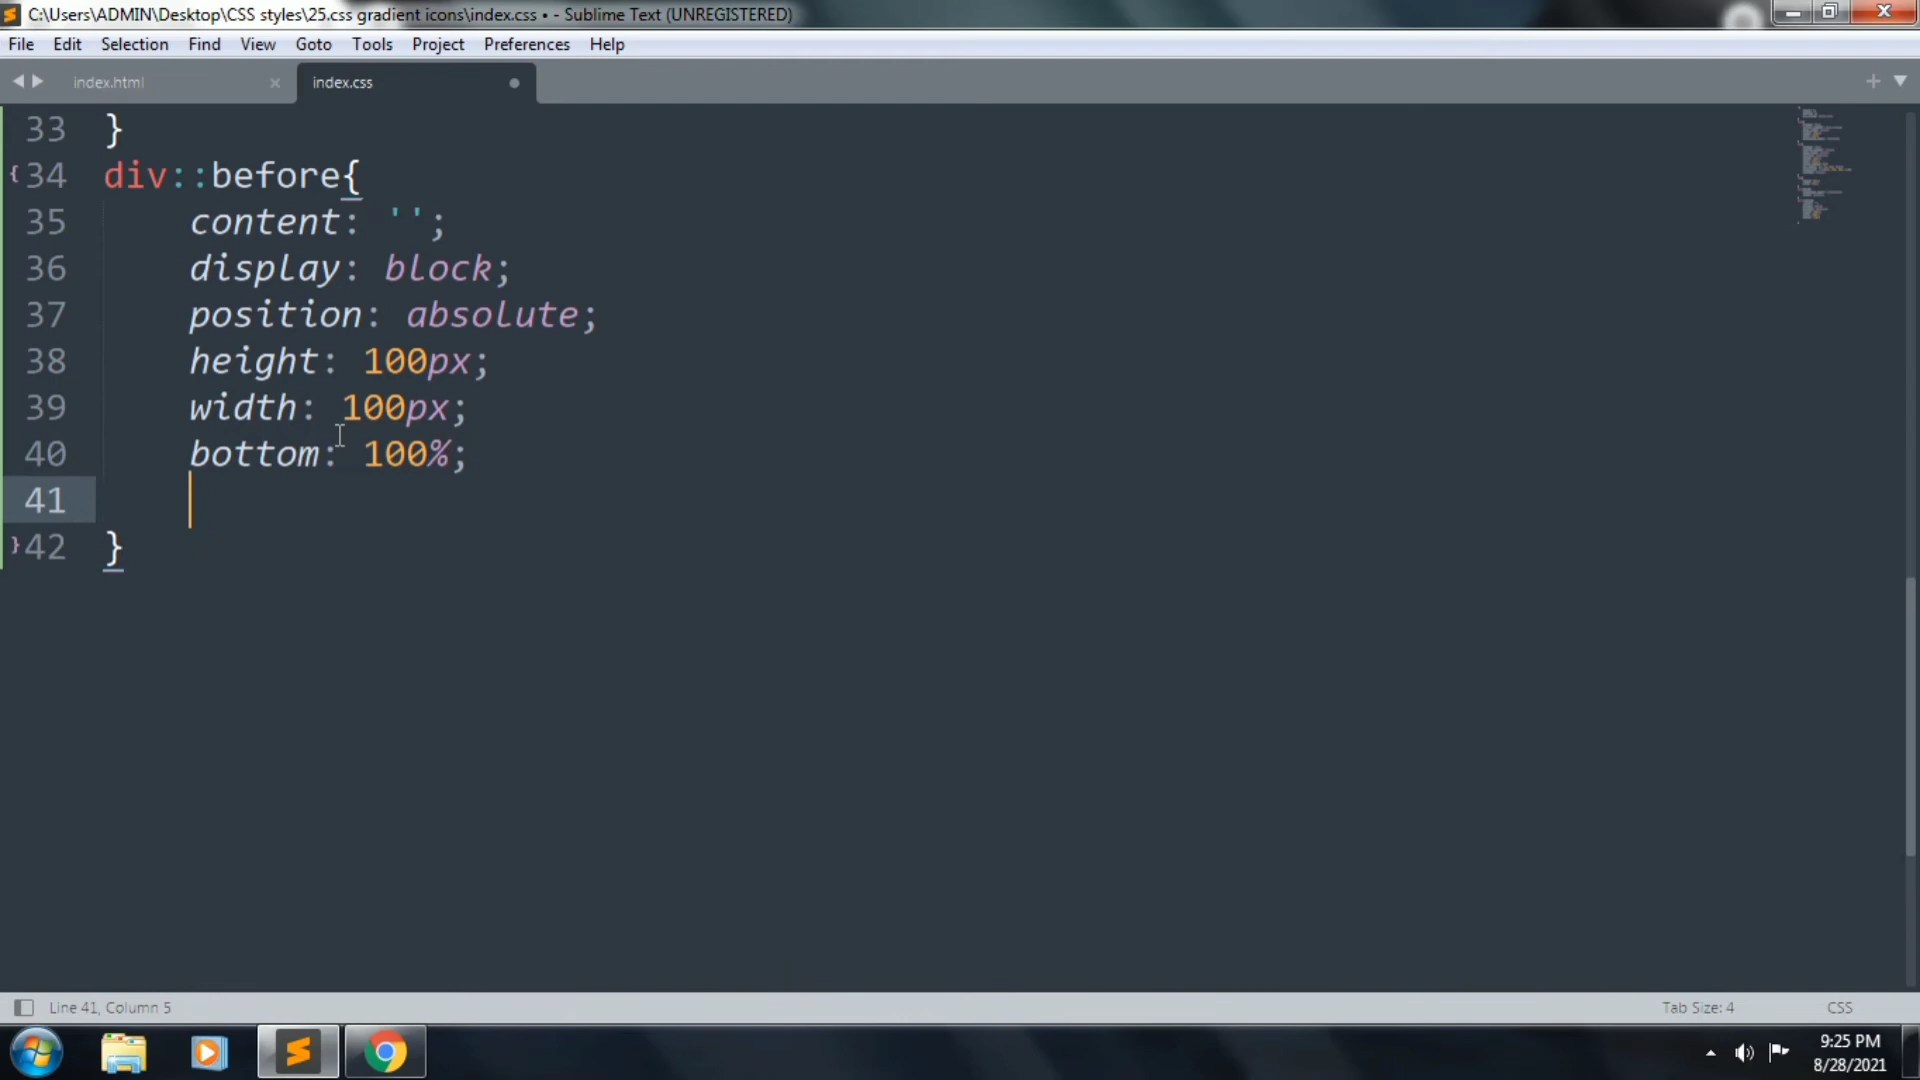 C:\Users\ADMIN\Desktop\CSS styles\25.css gradient icons\index.css • - Sublime Text (UNREGISTERED)
File Edit Selection Find View Goto Tools Project Preferences Help
index.html
index.css
33 }
34 div::before{
35 content: '';
36 display: block;
37 position: absolute;
38 height: 100px;
39 width: 100px;
40 bottom: 100%;
41
42 }
Line 41, Column 5
Tab Size: 4
CSS
9:25 PM
8/28/2021